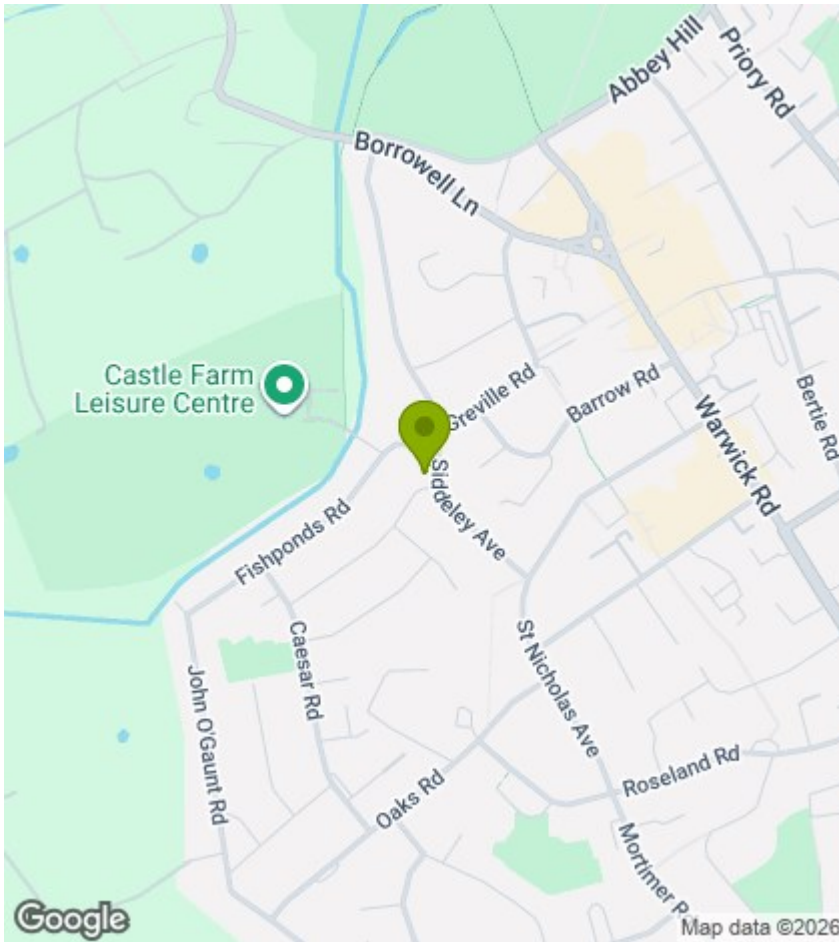 Abbey Hill
Priory Rd
Borrowell Ln
Castle Farm
Leisure Centre
Greville Rd
Barrow Rd
Bertie Rd
Warwick Rd
Siddeley Ave
Fishponds Rd
St Nicholas Ave
Caesar Rd
John O'Gaunt Rd
Roseland Rd
Oaks Rd
Mortimer R
Google
Map data ©2026